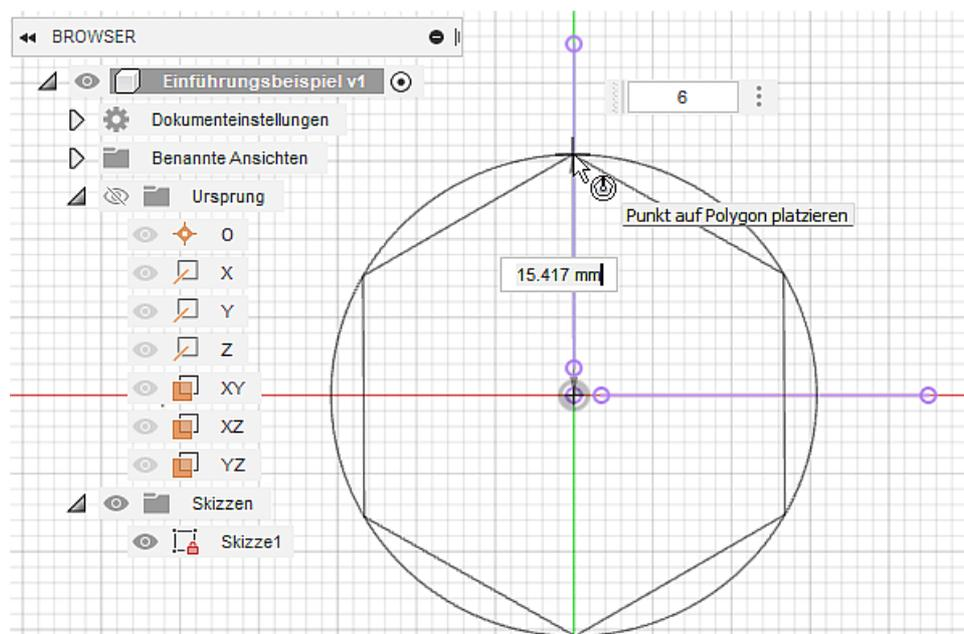 BROWSER
Einführungsbeispiel v1
6
Dokumenteinstellungen
Benannte Ansichten
Ursprung
Punkt auf Polygon platzieren
O
15.417 mm
X
Y
Z
XY
XZ
YZ
Skizzen
Skizze1